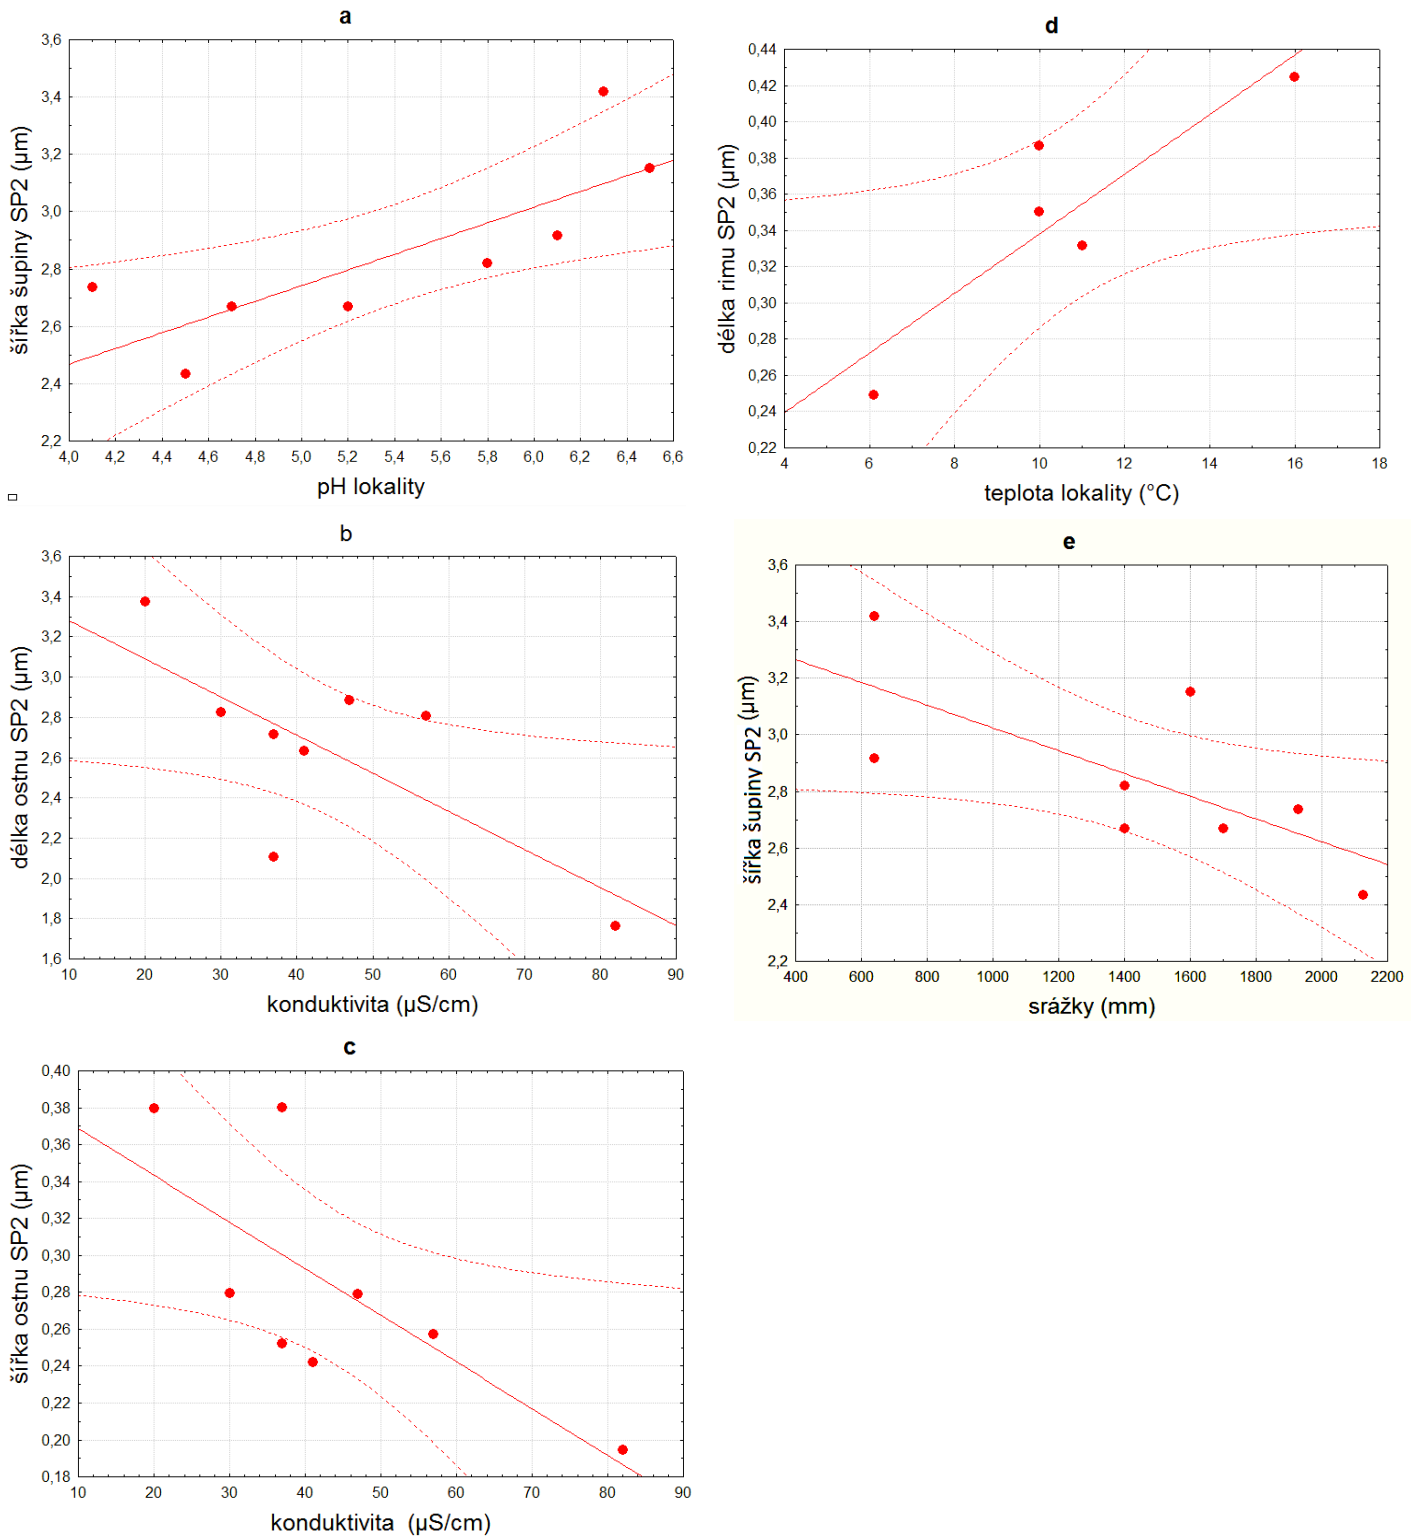 a
šířka šupiny SP2 (µm)
3,6
3,4
3,2
3,0
2,8
2,6
2,4
2,2
4,0 4,2 4,4 4,6 4,8 5,0 5,2 5,4 5,6 5,8 6,0 6,2 6,4 6,6
pH lokality
d
délka rimu SP2 (µm)
0,44
0,42
0,40
0,38
0,36
0,34
0,32
0,30
0,28
0,26
0,24
0,22
4 6 8 10 12 14 16 18
teplota lokality (°C)
b
délka ostnu SP2 (µm)
3,6
3,4
3,2
3,0
2,8
2,6
2,4
2,2
2,0
1,8
1,6
10 20 30 40 50 60 70 80 90
konduktivita (µS/cm)
e
šířka šupiny SP2 (µm)
3,6
3,4
3,2
3,0
2,8
2,6
2,4
2,2
400 600 800 1000 1200 1400 1600 1800 2000 2200
srážky (mm)
c
šířka ostnu SP2 (µm)
0,40
0,38
0,36
0,34
0,32
0,30
0,28
0,26
0,24
0,22
0,20
0,18
10 20 30 40 50 60 70 80 90
konduktivita (µS/cm)